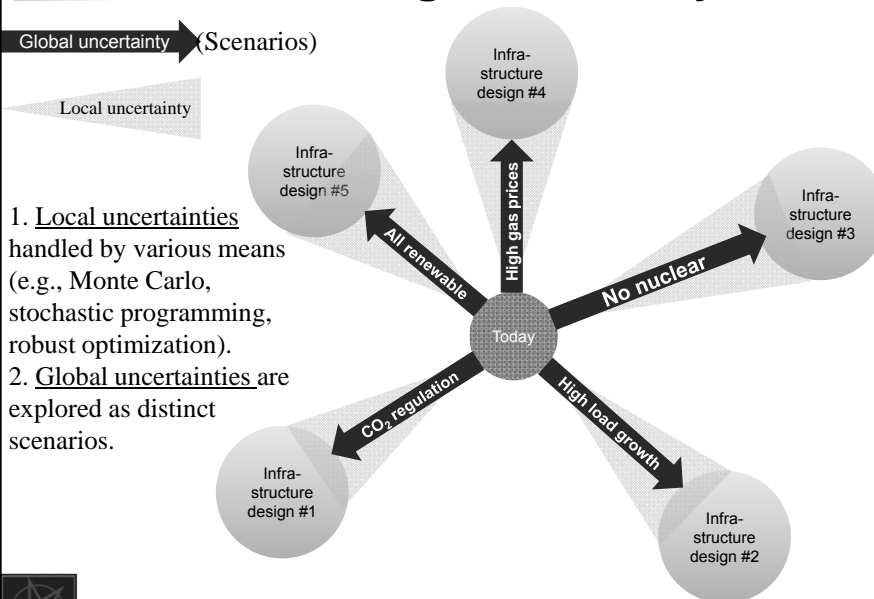 Global uncertainty (Scenarios)
Local uncertainty
1. Local uncertainties
handled by various means
(e.g., Monte Carlo,
stochastic programming,
robust optimization).
2. Global uncertainties are
explored as distinct
scenarios.
Infra-
structure
design #4
Infra-
structure
design #5
Infra-
structure
design #3
High gas prices
All renewable
No nuclear
Today
CO₂ regulation
High load growth
Infra-
structure
design #1
Infra-
structure
design #2